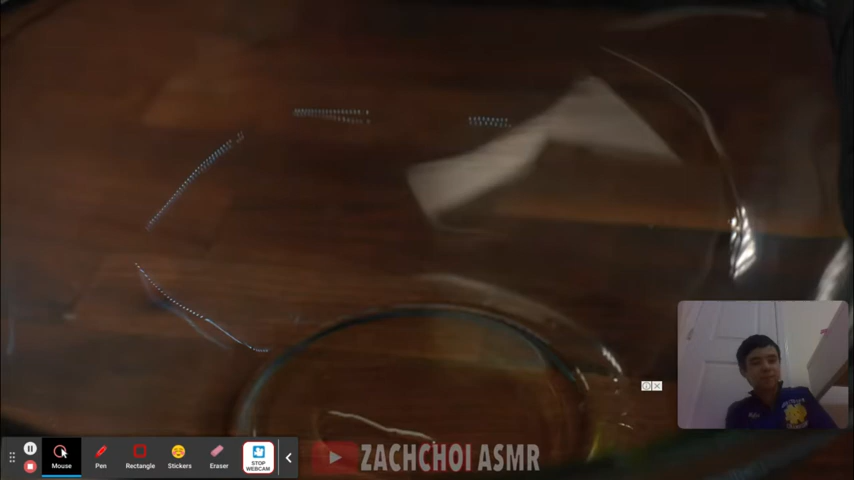 ZACHCHOI ASMR
Mouse
Pen
Rectangle
Stickers
Eraser
STOP
WEBCAM